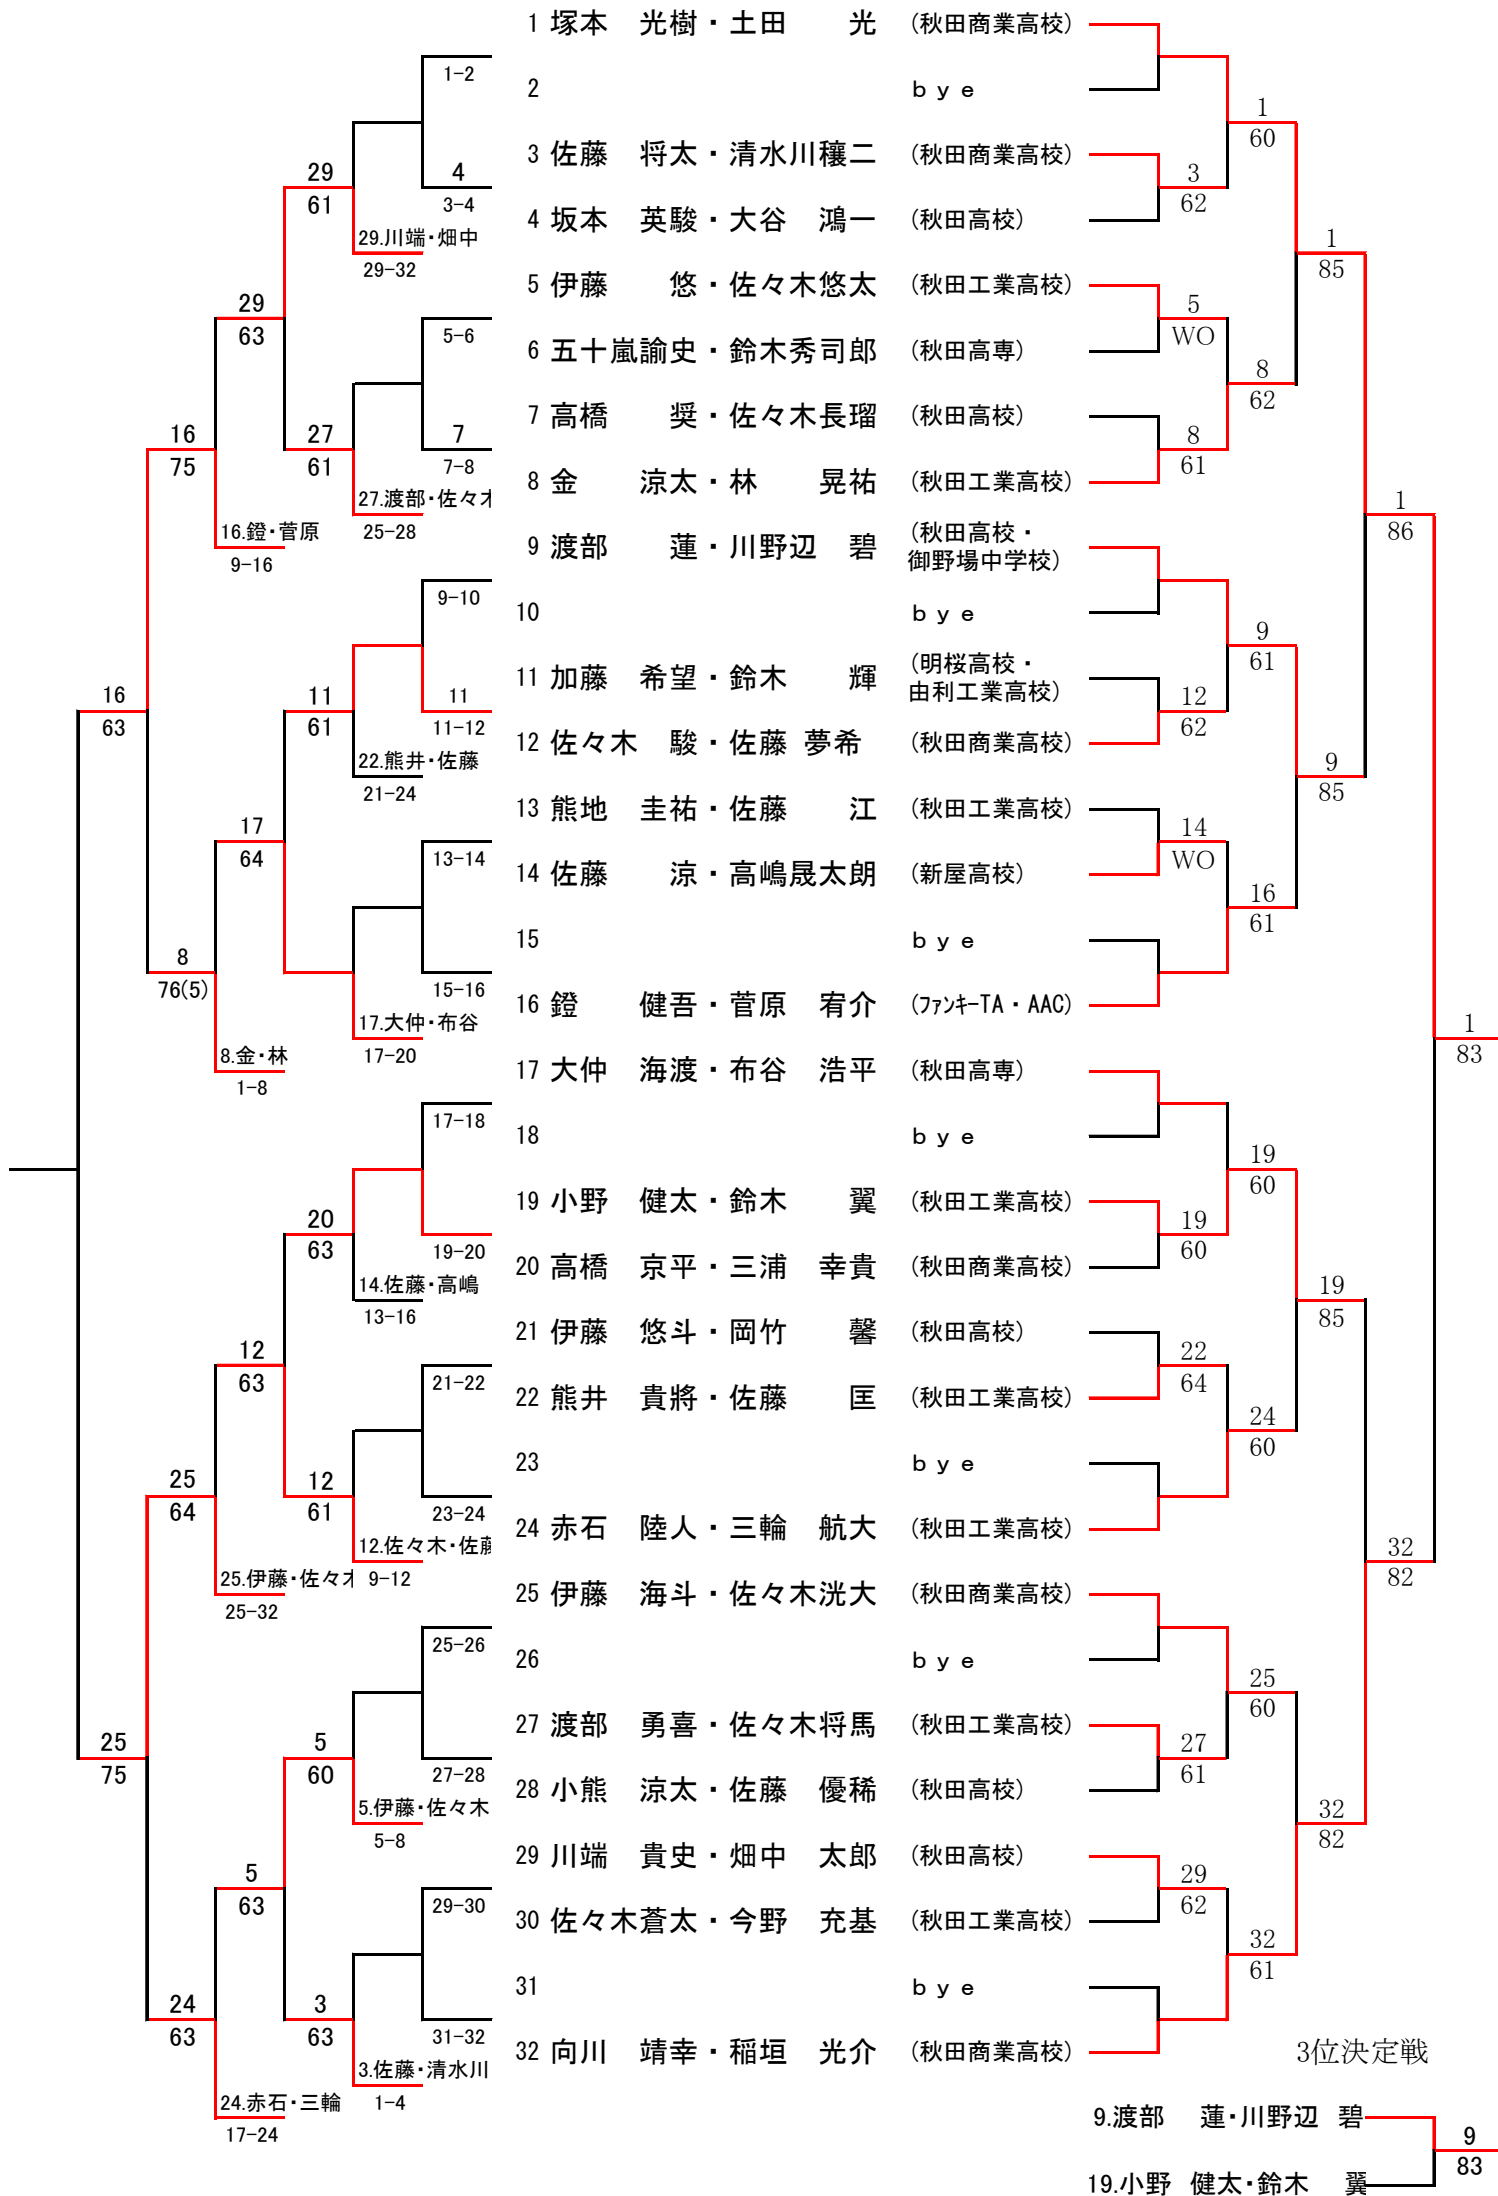 1 塚本　光樹・土田　　光 （秋田商業高校）
1-2
2 ｂｙｅ
1
60
3 佐藤　将太・清水川穰二 （秋田商業高校）
29 4 3
61 3-4 62
4 坂本　英駿・大谷　鴻一 （秋田高校）
29.川端・畑中 1
29-32 85
5 伊藤　　悠・佐々木悠太 （秋田工業高校）
29 5
63 5-6 WO
6 五十嵐諭史・鈴木秀司郎 （秋田高専）
8
62
7 高橋　　奨・佐々木長瑠 （秋田高校）
16 27 7 8
75 61 7-8 61
8 金　　涼太・林　　晃祐 （秋田工業高校）
27.渡部・佐々木 1
16.鐙・菅原 25-28 86
9 渡部　　蓮・川野辺　碧 （秋田高校・
御野場中学校）
9-16
9-10
10 ｂｙｅ
9
61
11 加藤　希望・鈴木　　輝 （明桜高校・
由利工業高校）
16 11 11 12
63 61 11-12 62
12 佐々木　駿・佐藤 夢希 （秋田商業高校）
22.熊井・佐藤 9
21-24 85
13 熊地　圭祐・佐藤　　江 （秋田工業高校）
17 14
64 13-14 WO
14 佐藤　　涼・高嶋晟太朗 （新屋高校）
16
61
15 ｂｙｅ
8
76(5) 15-16
16 鐙　　健吾・菅原　宥介 （ﾌｧﾝｷｰTA・AAC）
17.大仲・布谷 1
8.金・林 17-20 83
17 大仲　海渡・布谷　浩平 （秋田高専）
1-8
17-18
18 ｂｙｅ
19
60
19 小野　健太・鈴木　　翼 （秋田工業高校）
20 19
63 19-20 60
20 高橋　京平・三浦　幸貴 （秋田商業高校）
14.佐藤・高嶋 19
13-16 85
21 伊藤　悠斗・岡竹　　馨 （秋田高校）
12 22
63 21-22 64
22 熊井　貴將・佐藤　　匡 （秋田工業高校）
24
60
23 ｂｙｅ
25 12
64 61 23-24
24 赤石　陸人・三輪　航大 （秋田工業高校）
12.佐々木・佐藤 32
25.伊藤・佐々木 9-12 82
25 伊藤　海斗・佐々木洸大 （秋田商業高校）
25-32
25-26
26 ｂｙｅ
25
60
27 渡部　勇喜・佐々木将馬 （秋田工業高校）
25 5 27
75 60 27-28 61
28 小熊　涼太・佐藤　優稀 （秋田高校）
5.伊藤・佐々木 32
5-8 82
29 川端　貴史・畑中　太郎 （秋田高校）
5 29
63 29-30 62
30 佐々木蒼太・今野　充基 （秋田工業高校）
32
61
31 ｂｙｅ
24 3
63 63 31-32
32 向川　靖幸・稲垣　光介 （秋田商業高校）
3位決定戦
3.佐藤・清水川
24.赤石・三輪 1-4
17-24
9.渡部　蓮・川野辺　碧
9
83
19.小野　健太・鈴木　翼